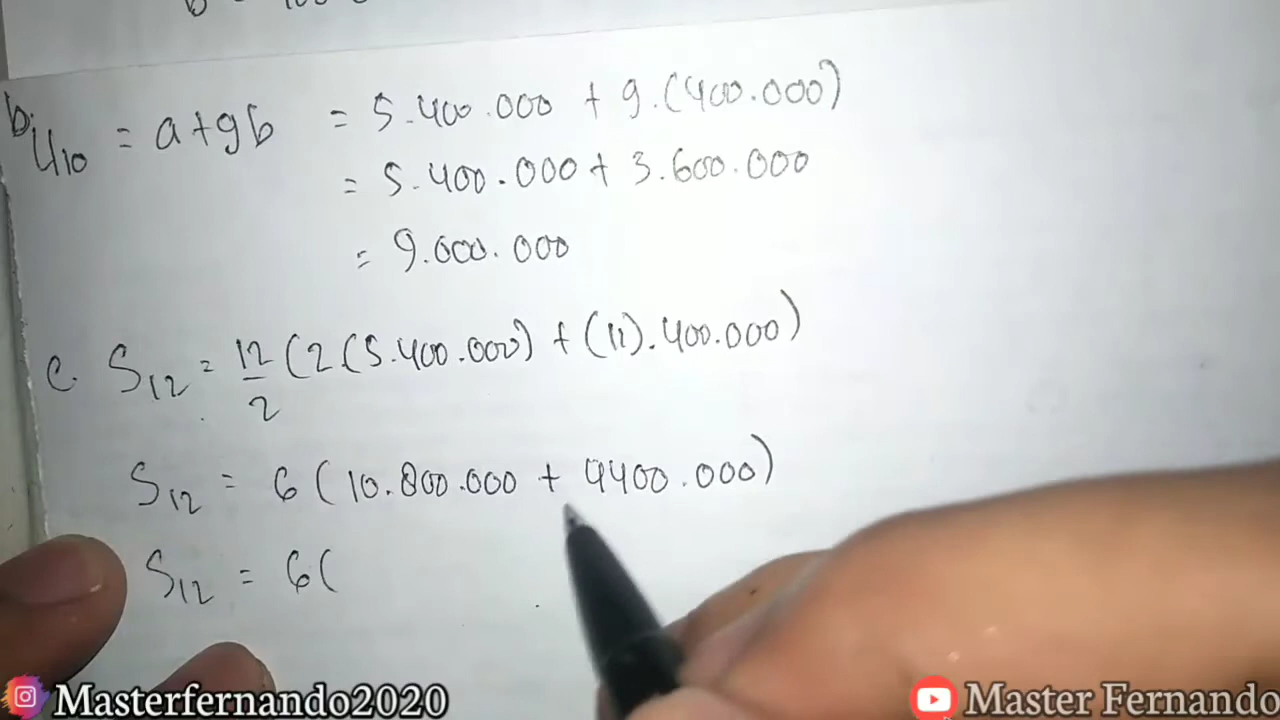 b. U10 = a+9b = 5.400.000 + 9.(400.000)
= 5.400.000 + 3.600.000
= 9.000.000
c. S12 = 12/2 (2(5.400.000) + (11).400.000)
S12 = 6(10.800.000 + 4400.000)
S12 = 6(
Masterfernando2020
Master Fernando